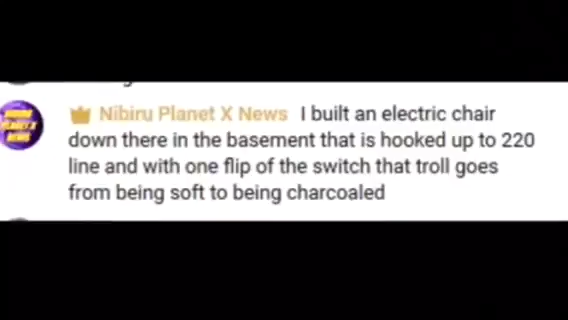 Nibiru Planet X News I built an electric chair
down there in the basement that is hooked up to 220
line and with one flip of the switch that troll goes
from being soft to being charcoaled